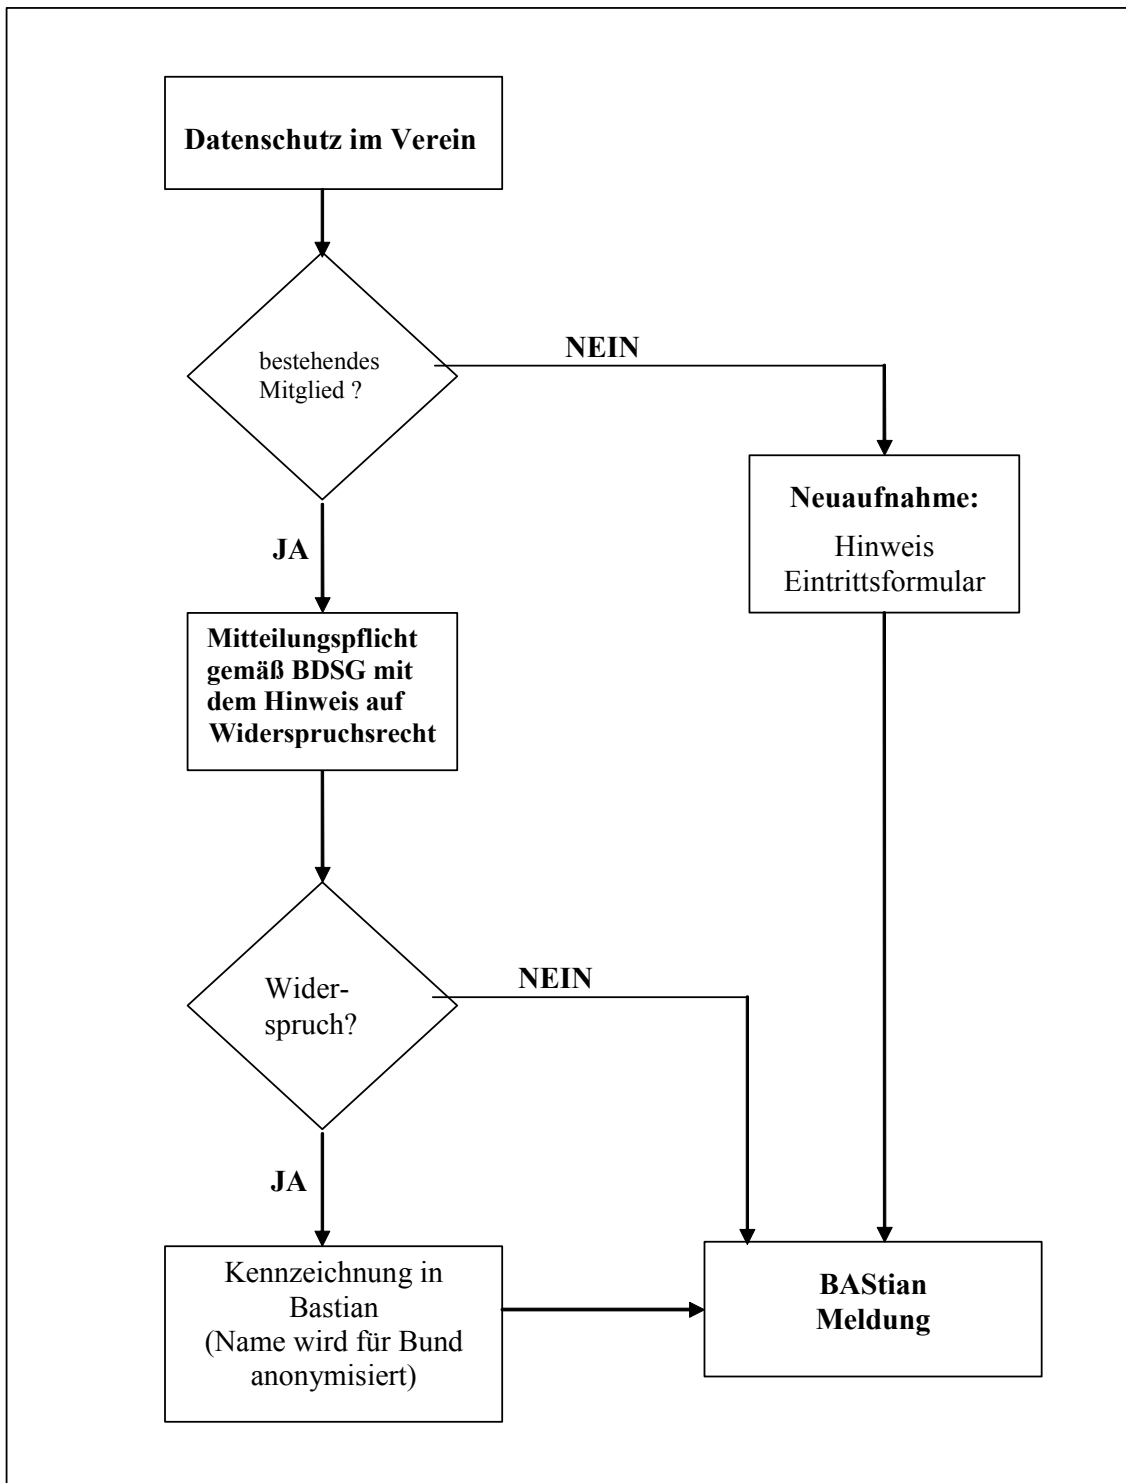 Datenschutz im Verein
bestehendes
Mitglied ?
NEIN
Neuaufnahme:
Hinweis
Eintrittsformular
JA
Mitteilungspflicht
gemäß BDSG mit
dem Hinweis auf
Widerspruchsrecht
Wider-
spruch?
NEIN
JA
Kennzeichnung in
Bastian
(Name wird für Bund
anonymisiert)
BAStian
Meldung